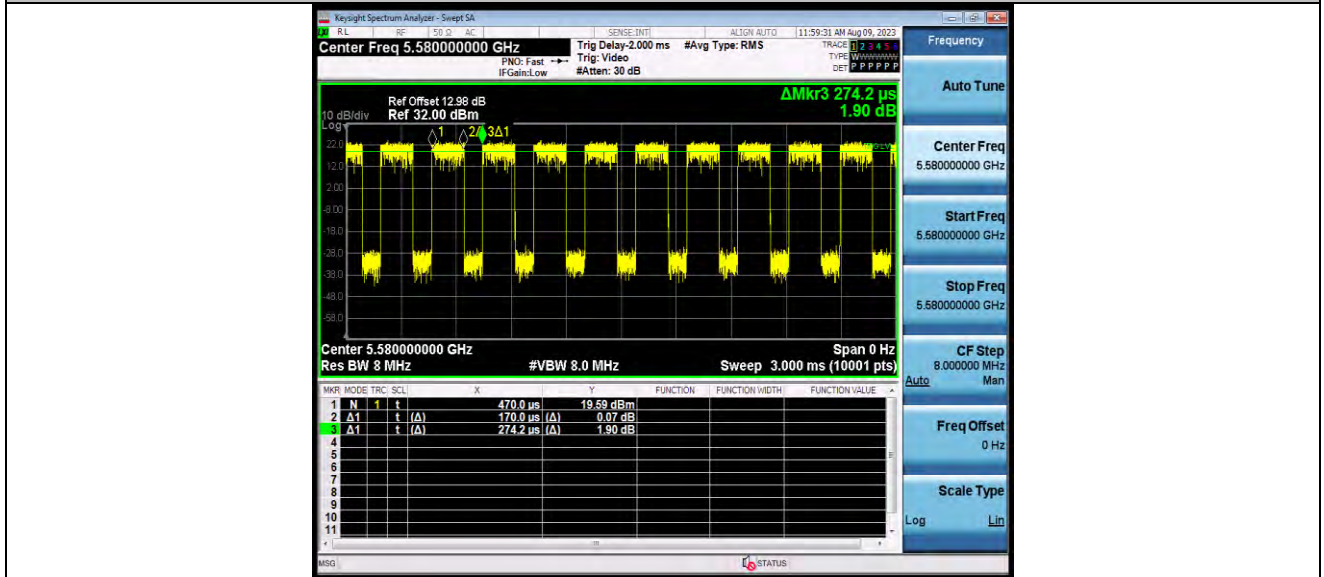 Keysight Spectrum Analyzer - Swept SA
RL RF 50 Ω AC SENSE:INT ALIGN AUTO 11:59:31 AM Aug 09, 2023
Center Freq 5.580000000 GHz Trig Delay-2.000 ms #Avg Type: RMS TRACE 1 2 3 4 5 6
PNO: Fast Trig: Video TYPE WWWWWW
IFGain:Low #Atten: 30 dB DET P P P P P P
ΔMkr3 274.2 µs
1.90 dB
Ref Offset 12.98 dB
10 dB/div Ref 32.00 dBm
Log
1 3Δ1
22.0
12.0
2.00
-8.00
-18.0
-28.0
-38.0
-48.0
-58.0
Center 5.580000000 GHz Span 0 Hz
Res BW 8 MHz #VBW 8.0 MHz Sweep 3.000 ms (10001 pts)
MKR MODE TRC SCL X Y FUNCTION FUNCTION WIDTH FUNCTION VALUE
1 N 1 t 470.0 µs 19.59 dBm
2 Δ1 t (Δ) 170.0 µs (Δ) 0.07 dB
3 Δ1 t (Δ) 274.2 µs (Δ) 1.90 dB
4
5
6
7
8
9
10
11
MSG STATUS
Frequency
Auto Tune
Center Freq
5.580000000 GHz
Start Freq
5.580000000 GHz
Stop Freq
5.580000000 GHz
CF Step
8.000000 MHz
Auto Man
Freq Offset
0 Hz
Scale Type
Log Lin